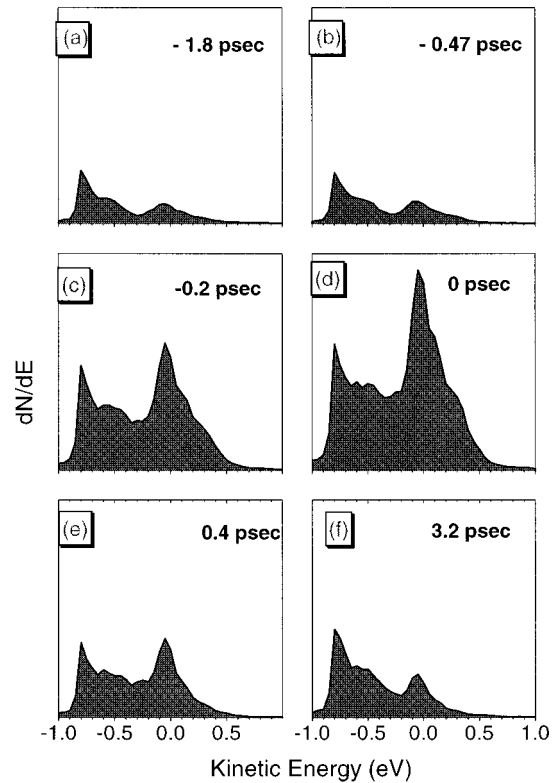 (a)
- 1.8 psec
(b)
- 0.47 psec
(c)
-0.2 psec
(d)
0 psec
dN/dE
(e)
0.4 psec
(f)
3.2 psec
-1.0 -0.5 0.0 0.5 -1.0 -0.5 0.0 0.5 1.0
Kinetic Energy (eV)